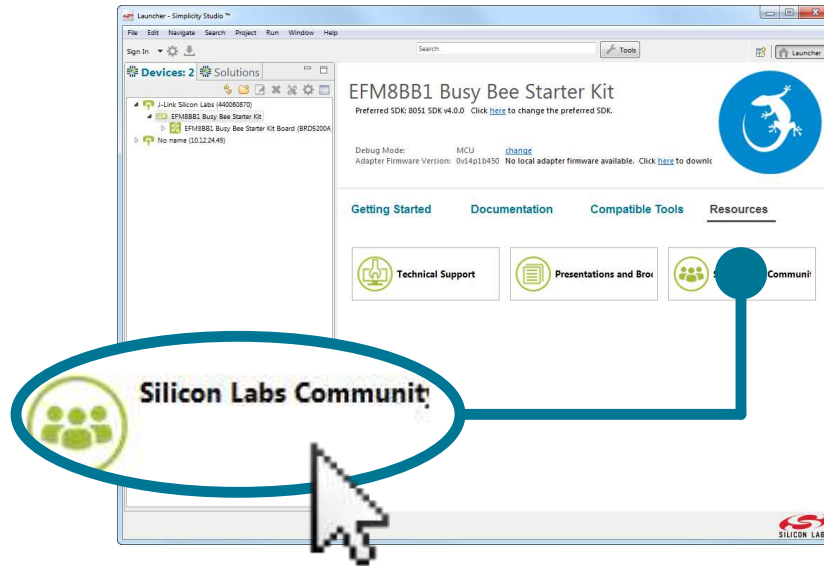 Launcher - Simplicity Studio ™
File Edit Navigate Search Project Run Window Help
Sign In Search Tools Launcher
Devices: 2 Solutions
J-Link Silicon Labs (440060870)
EFM8BB1 Busy Bee Starter Kit
EFM8BB1 Busy Bee Starter Kit Board (BRD5200A
No name (10.12.24.49)
EFM8BB1 Busy Bee Starter Kit
Preferred SDK: 8051 SDK v4.0.0 Click here to change the preferred SDK.
Debug Mode: MCU change
Adapter Firmware Version: 0v14p1b450 No local adapter firmware available. Click here to downlo
Getting Started Documentation Compatible Tools Resources
Technical Support Presentations and Broc S Communit
Silicon Labs Community
SILICON LAB